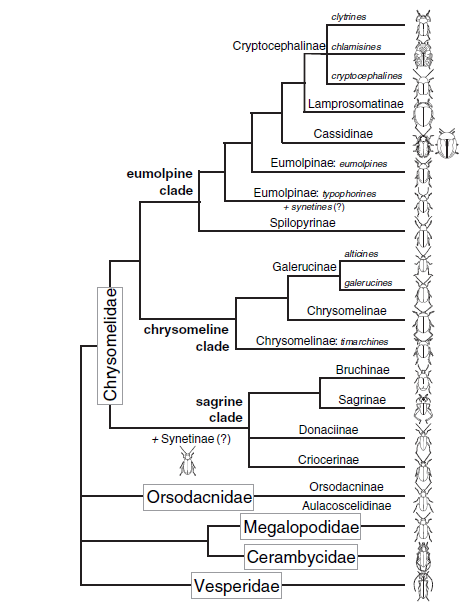 clytrines
Cryptocephalinae
chlamisines
cryptocephalines
Lamprosomatinae
Cassidinae
Eumolpinae: eumolpines
eumolpine
clade
Eumolpinae: typophorines
+ synetines (?)
Spilopyrinae
alticines
Galerucinae
galerucines
Chrysomelidae
Chrysomelinae
chrysomeline
clade
Chrysomelinae: timarchines
Bruchinae
sagrine
clade
Sagrinae
Donaciinae
+ Synetinae (?)
Criocerinae
Orsodacnidae
Orsodacninae
Aulacoscelidinae
Megalopodidae
Cerambycidae
Vesperidae